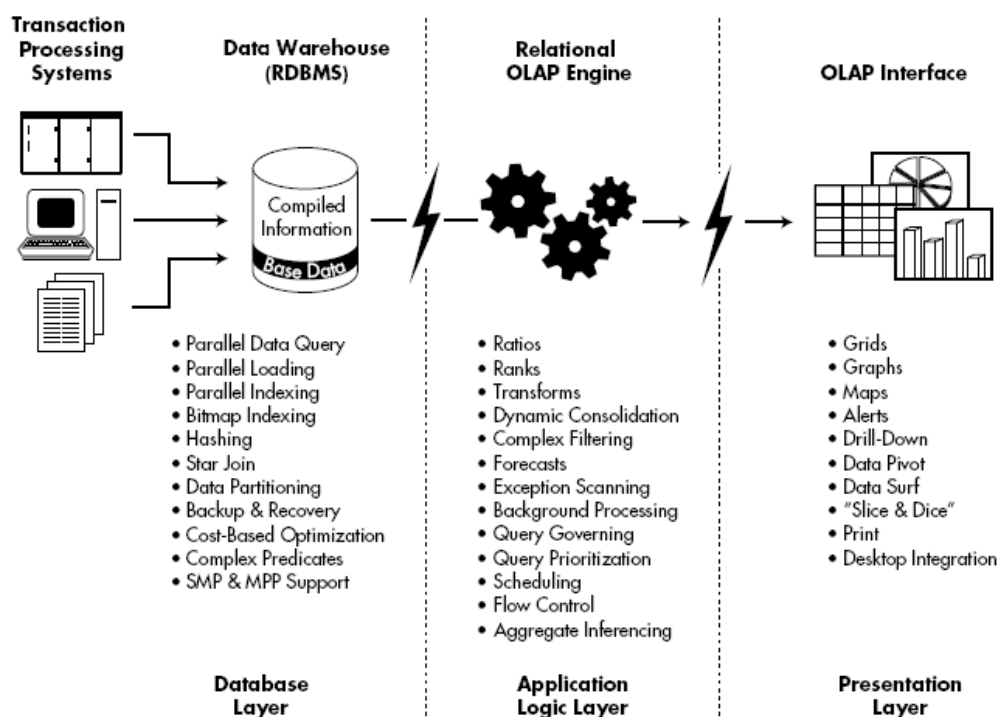 Transaction
Processing
Systems
Data Warehouse
(RDBMS)
Relational
OLAP Engine
OLAP Interface
Compiled
Information
Base Data
• Parallel Data Query
• Parallel Loading
• Parallel Indexing
• Bitmap Indexing
• Hashing
• Star Join
• Data Partitioning
• Backup & Recovery
• Cost-Based Optimization
• Complex Predicates
• SMP & MPP Support
• Ratios
• Ranks
• Transforms
• Dynamic Consolidation
• Complex Filtering
• Forecasts
• Exception Scanning
• Background Processing
• Query Governing
• Query Prioritization
• Scheduling
• Flow Control
• Aggregate Inferencing
• Grids
• Graphs
• Maps
• Alerts
• Drill-Down
• Data Pivot
• Data Surf
• “Slice & Dice”
• Print
• Desktop Integration
Database
Layer
Application
Logic Layer
Presentation
Layer